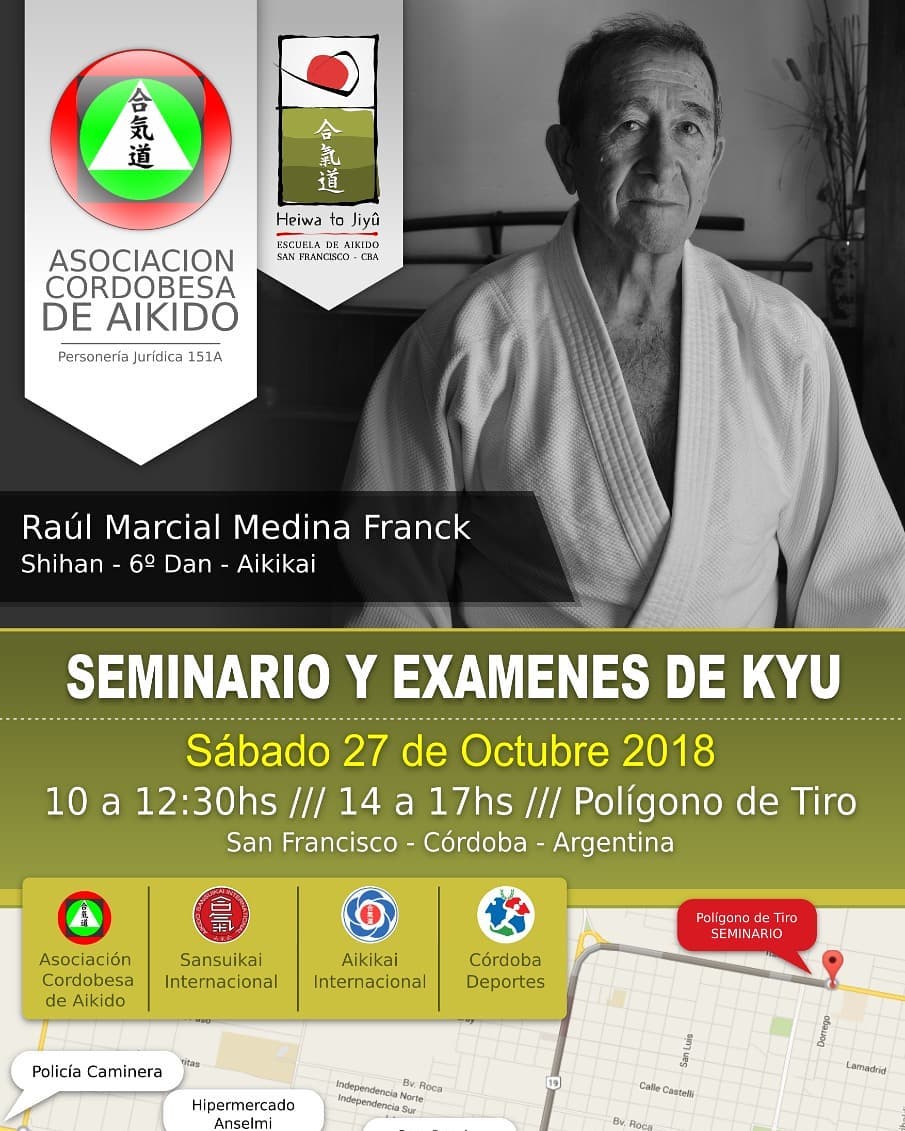 合
気
道
ASOCIACION
CORDOBESA
DE AIKIDO
Personería Jurídica 151A
合
氣
道
Heiwa to Jiyû
ESCUELA DE AIKIDO
SAN FRANCISCO - CBA
Raúl Marcial Medina Franck
Shihan - 6º Dan - Aikikai
SEMINARIO Y EXAMENES DE KYU
Sábado 27 de Octubre 2018
10 a 12:30hs /// 14 a 17hs /// Polígono de Tiro
San Francisco - Córdoba - Argentina
Asociación
Cordobesa
de Aikido
Sansuikai
Internacional
Aikikai
Internacional
Córdoba
Deportes
Polígono de Tiro
SEMINARIO
Dorrego
San Luis
Lamadrid
Calle Castelli
19
Bv. Roca
Independencia Norte
Independencia Sur
Bv. Roca
Policía Caminera
Hipermercado
Anselmi